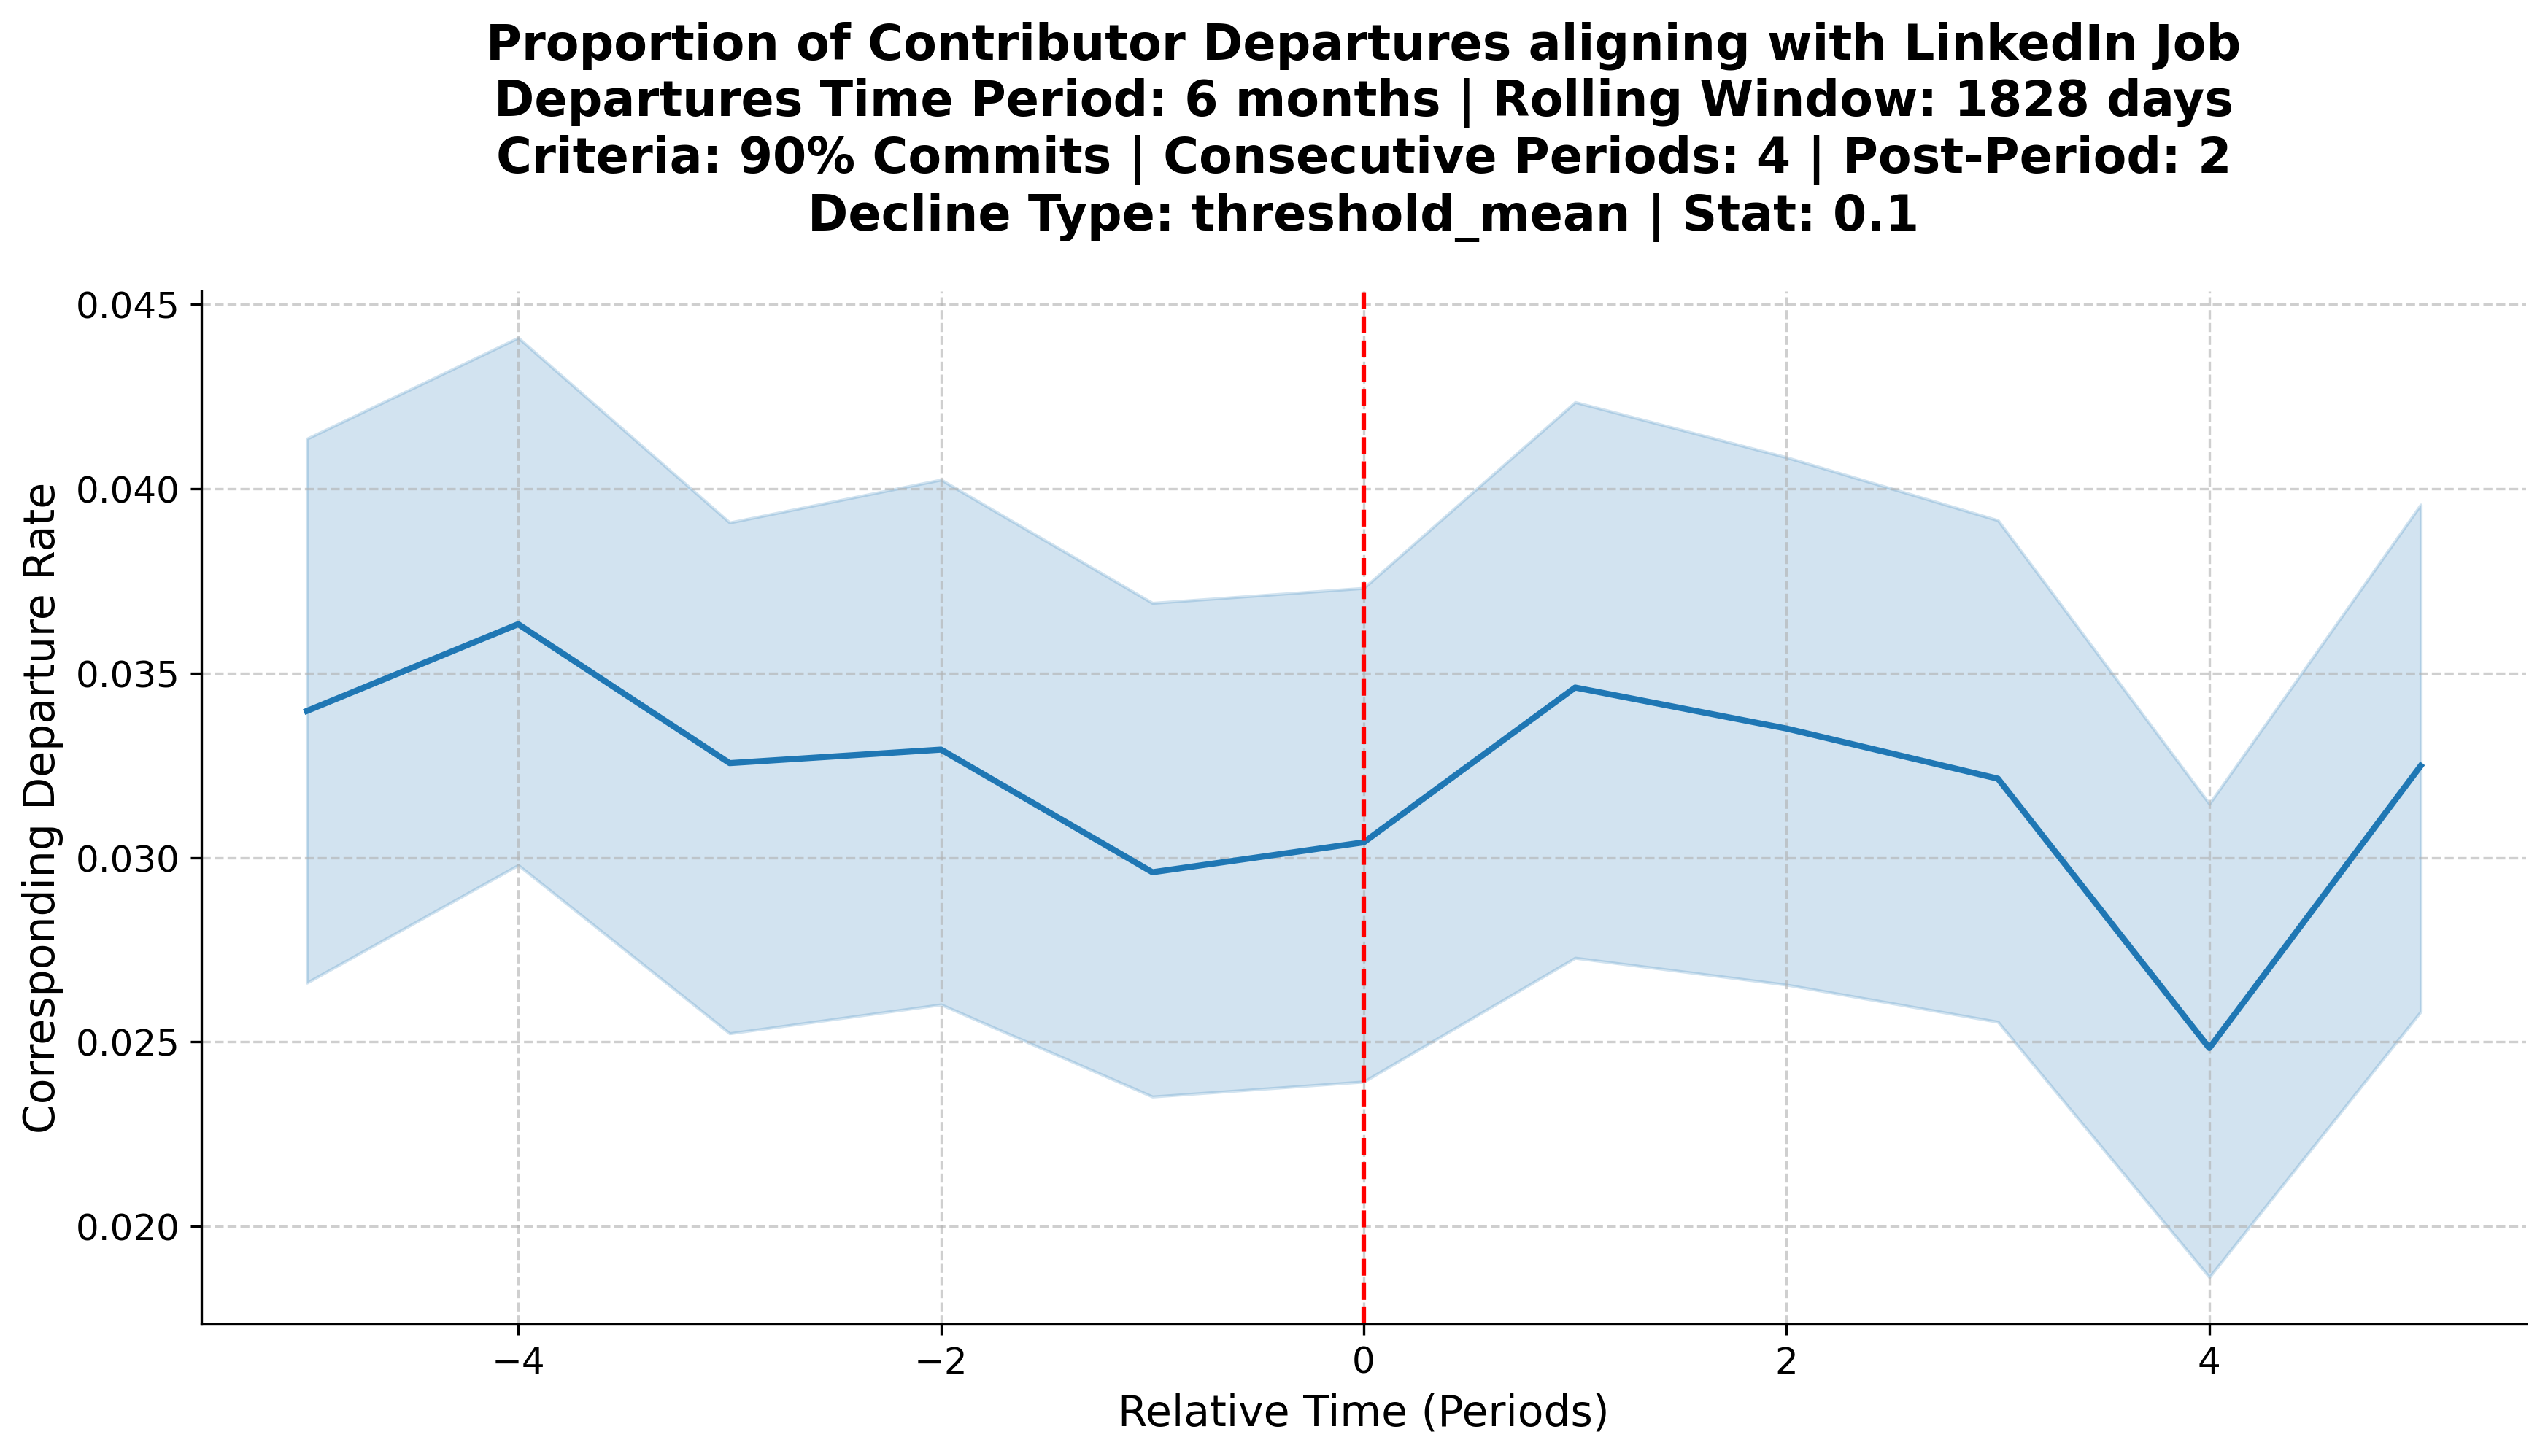 Proportion of Contributor Departures aligning with LinkedIn Job
Departures Time Period: 6 months | Rolling Window: 1828 days
Criteria: 90% Commits | Consecutive Periods: 4 | Post-Period: 2
Decline Type: threshold_mean | Stat: 0.1
0.045
0.040
0.035
0.030
0.025
0.020
Corresponding Departure Rate
−4
−2
0
2
4
Relative Time (Periods)